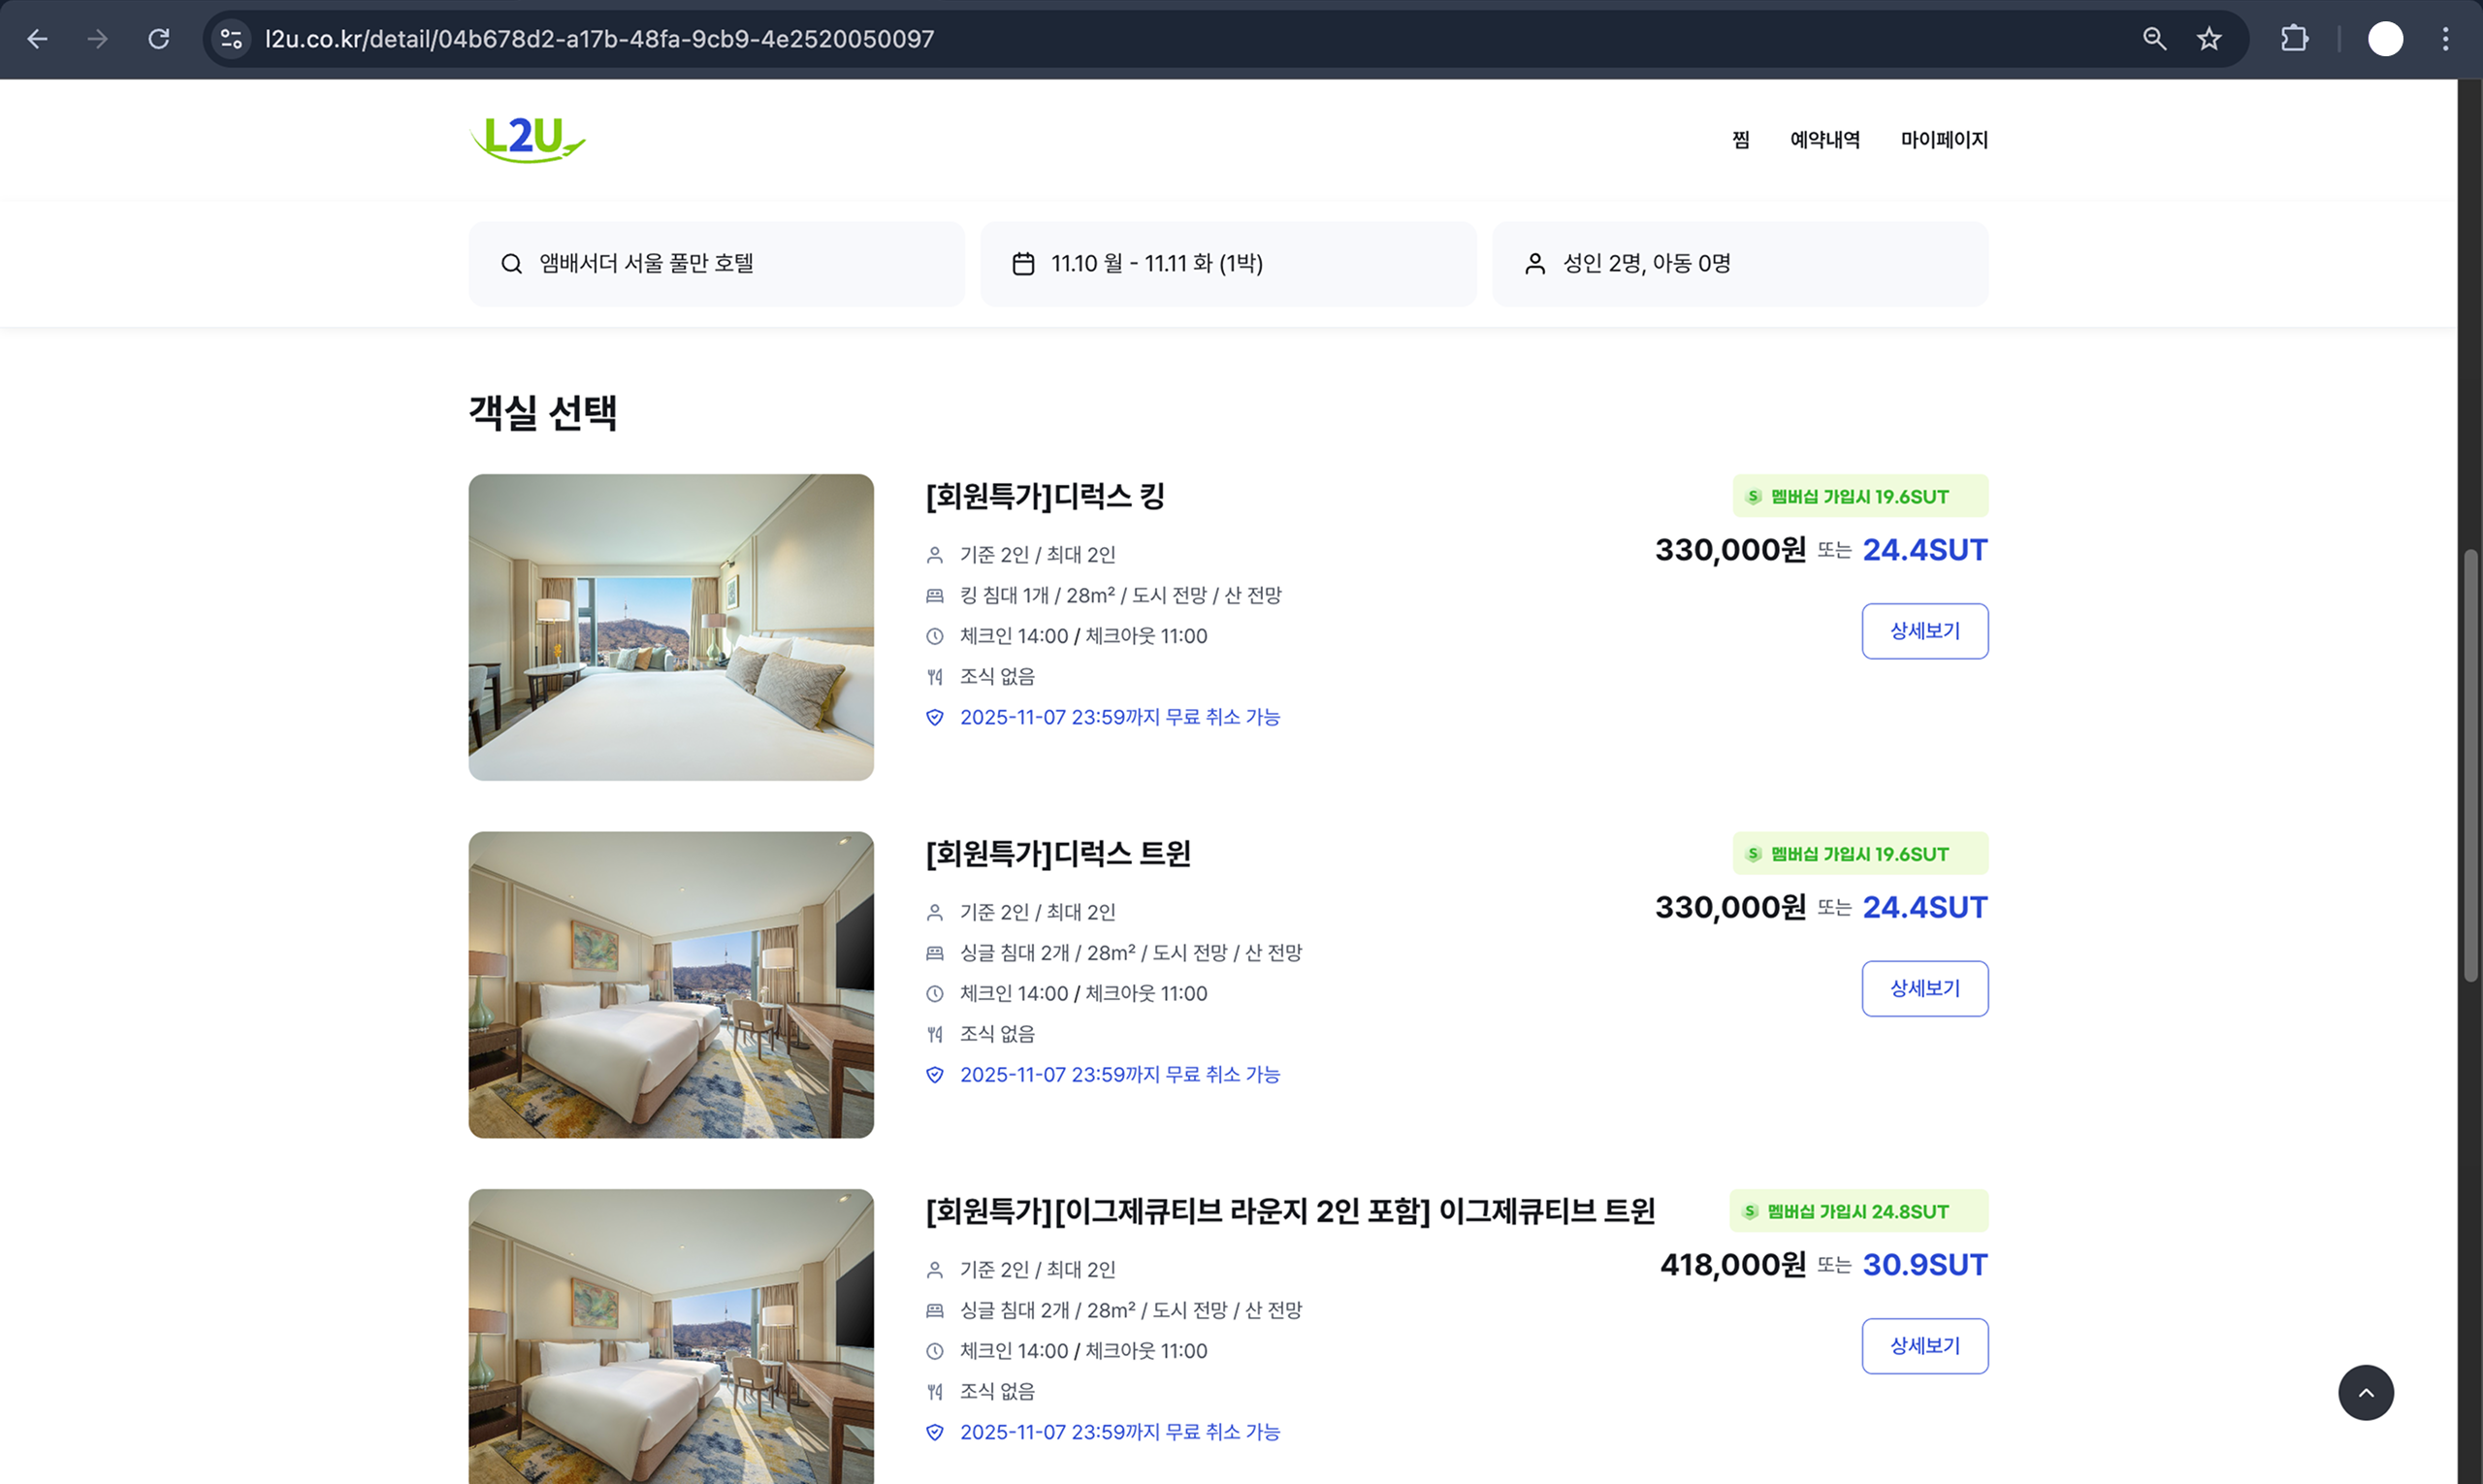 l2u.co.kr/detail/04b678d2-a17b-48fa-9cb9-4e2520050097
L2U
찜 예약내역 마이페이지
앰배서더 서울 풀만 호텔
11.10 월 - 11.11 화 (1박)
성인 2명, 아동 0명
객실 선택
[회원특가]디럭스 킹
기준 2인 / 최대 2인
킹 침대 1개 / 28m² / 도시 전망 / 산 전망
체크인 14:00 / 체크아웃 11:00
조식 없음
2025-11-07 23:59까지 무료 취소 가능
S 멤버십 가입시 19.6SUT
330,000원 또는 24.4SUT
상세보기
[회원특가]디럭스 트윈
기준 2인 / 최대 2인
싱글 침대 2개 / 28m² / 도시 전망 / 산 전망
체크인 14:00 / 체크아웃 11:00
조식 없음
2025-11-07 23:59까지 무료 취소 가능
S 멤버십 가입시 19.6SUT
330,000원 또는 24.4SUT
상세보기
[회원특가][이그제큐티브 라운지 2인 포함] 이그제큐티브 트윈
기준 2인 / 최대 2인
싱글 침대 2개 / 28m² / 도시 전망 / 산 전망
체크인 14:00 / 체크아웃 11:00
조식 없음
2025-11-07 23:59까지 무료 취소 가능
S 멤버십 가입시 24.8SUT
418,000원 또는 30.9SUT
상세보기